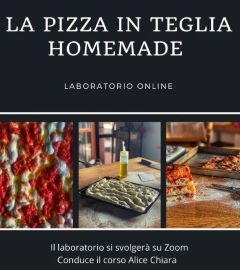 LA PIZZA IN TEGLIA
HOMEMADE
LABORATORIO ONLINE
Il laboratorio si svolgerà su Zoom
Conduce il corso Alice Chiara